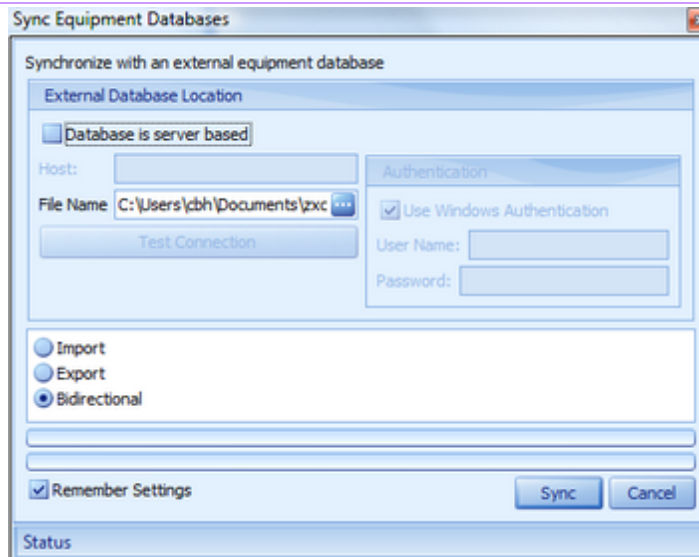 Sync Equipment Databases
Synchronize with an external equipment database
External Database Location
Database is server based
Host:
File Name C:\Users\cbh\Documents\zxc
Test Connection
Authentication
Use Windows Authentication
User Name:
Password:
Import
Export
Bidirectional
Remember Settings
Sync Cancel
Status